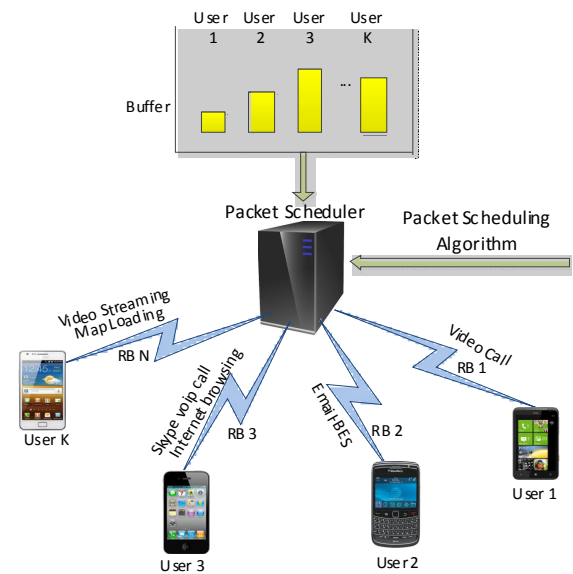 User User User User
1 2 3 K
...
Buffer
Packet Scheduler
Packet Scheduling
Algorithm
Video Streaming
Map Loading
RB N
Skype voip call
Internet browsing
RB 3
Email-BES
RB 2
Video Call
RB 1
User K
User 3
User2
User 1